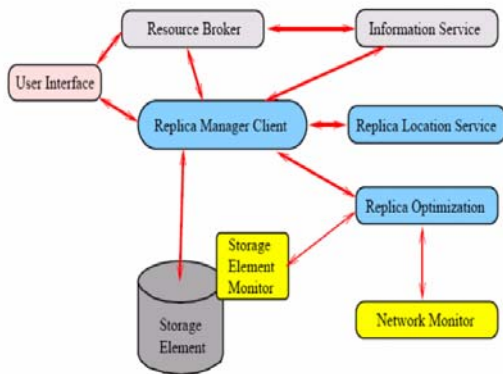 Resource Broker
Information Service
User Interface
Replica Manager Client
Replica Location Service
Replica Optimization
Storage
Element
Monitor
Storage
Element
Network Monitor